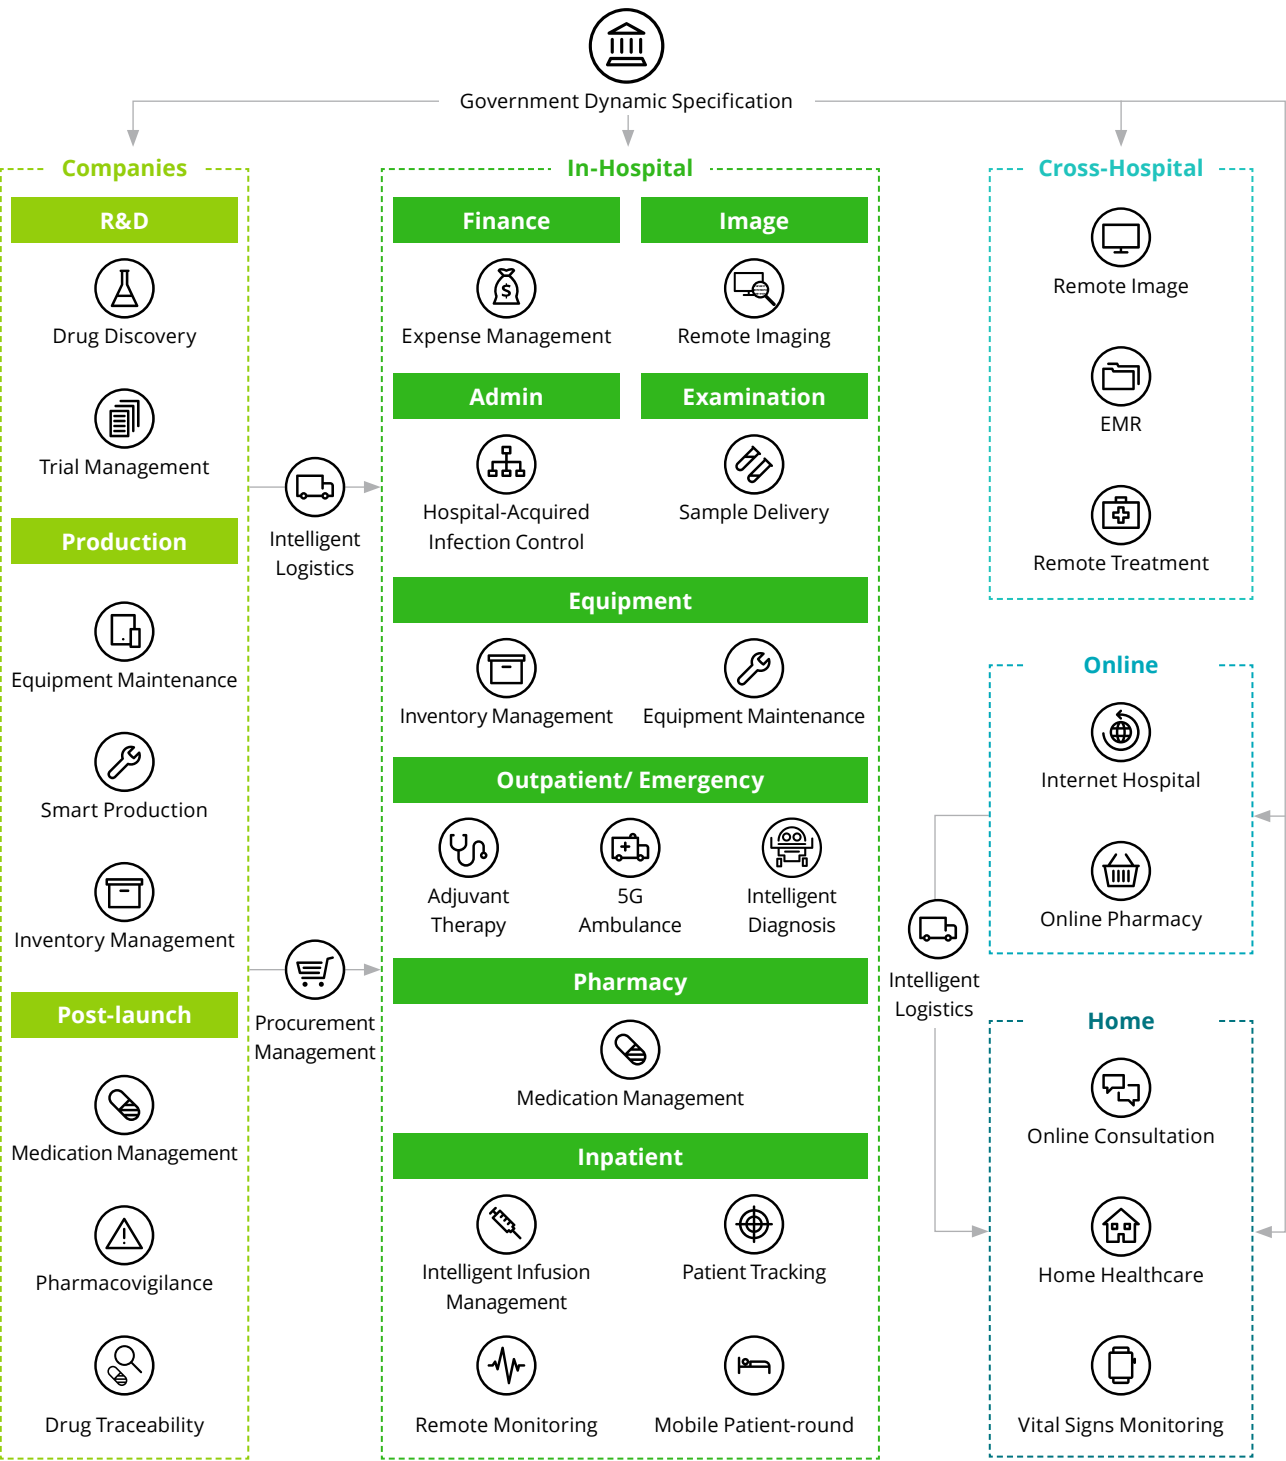 Government Dynamic Specification
Companies
R&D
Drug Discovery
Trial Management
Production
Equipment Maintenance
Smart Production
Inventory Management
Post-launch
Medication Management
Pharmacovigilance
Drug Traceability
Intelligent
Logistics
Procurement
Management
In-Hospital
Finance
Expense Management
Image
Remote Imaging
Admin
Hospital-Acquired
Infection Control
Examination
Sample Delivery
Equipment
Inventory Management
Equipment Maintenance
Outpatient/ Emergency
Adjuvant
Therapy
5G
Ambulance
Intelligent
Diagnosis
Pharmacy
Medication Management
Inpatient
Intelligent Infusion
Management
Patient Tracking
Remote Monitoring
Mobile Patient-round
Cross-Hospital
Remote Image
EMR
Remote Treatment
Online
Internet Hospital
Online Pharmacy
Intelligent
Logistics
Home
Online Consultation
Home Healthcare
Vital Signs Monitoring